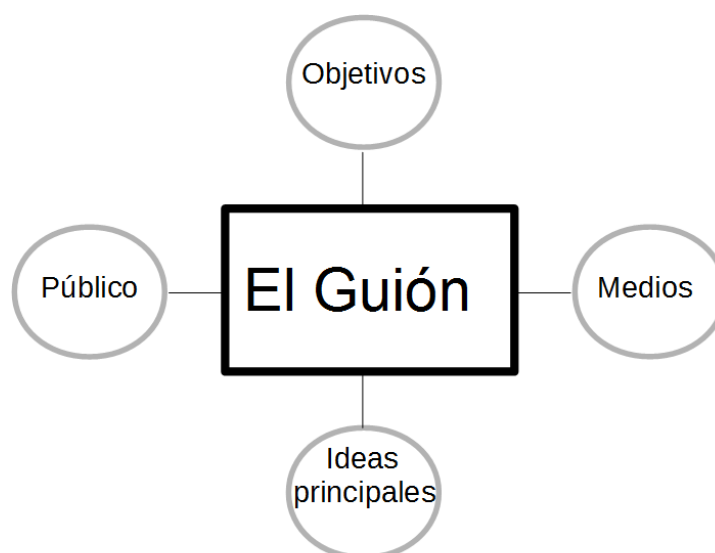 Objetivos
Público
El Guión
Medios
Ideas
principales